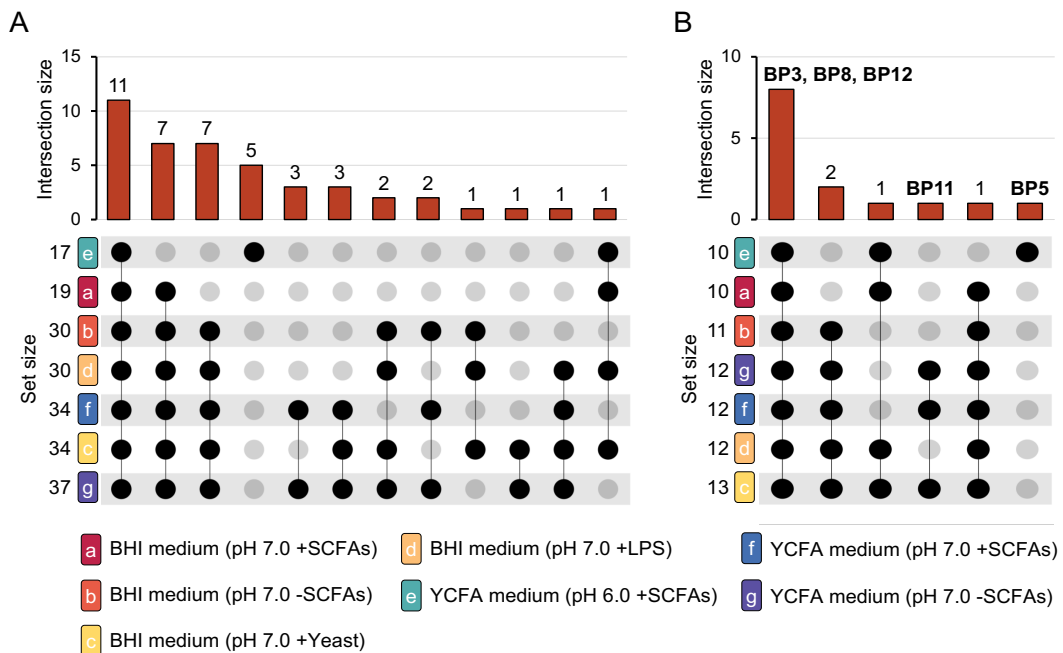 A
B
Intersection size
15
10
5
0
11
7
7
5
3
3
2
2
1
1
1
1
Set size
17 e
19 a
30 b
30 d
34 f
34 c
37 g
Intersection size
10
5
0
BP3, BP8, BP12
2
1
BP11
1
BP5
Set size
10 e
10 a
11 b
12 g
12 f
12 d
13 c
a BHI medium (pH 7.0 +SCFAs)
d BHI medium (pH 7.0 +LPS)
f YCFA medium (pH 7.0 +SCFAs)
b BHI medium (pH 7.0 -SCFAs)
e YCFA medium (pH 6.0 +SCFAs)
g YCFA medium (pH 7.0 -SCFAs)
c BHI medium (pH 7.0 +Yeast)